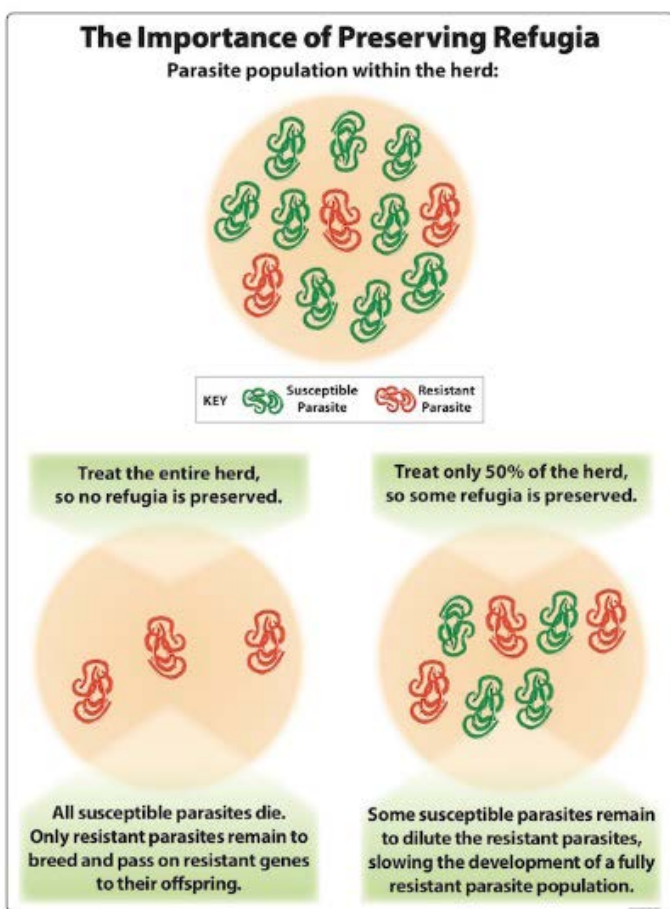 The Importance of Preserving Refugia
Parasite population within the herd:
KEY
Susceptible
Parasite
Resistant
Parasite
Treat the entire herd,
so no refugia is preserved.
Treat only 50% of the herd,
so some refugia is preserved.
All susceptible parasites die.
Only resistant parasites remain to
breed and pass on resistant genes
to their offspring.
Some susceptible parasites remain
to dilute the resistant parasites,
slowing the development of a fully
resistant parasite population.